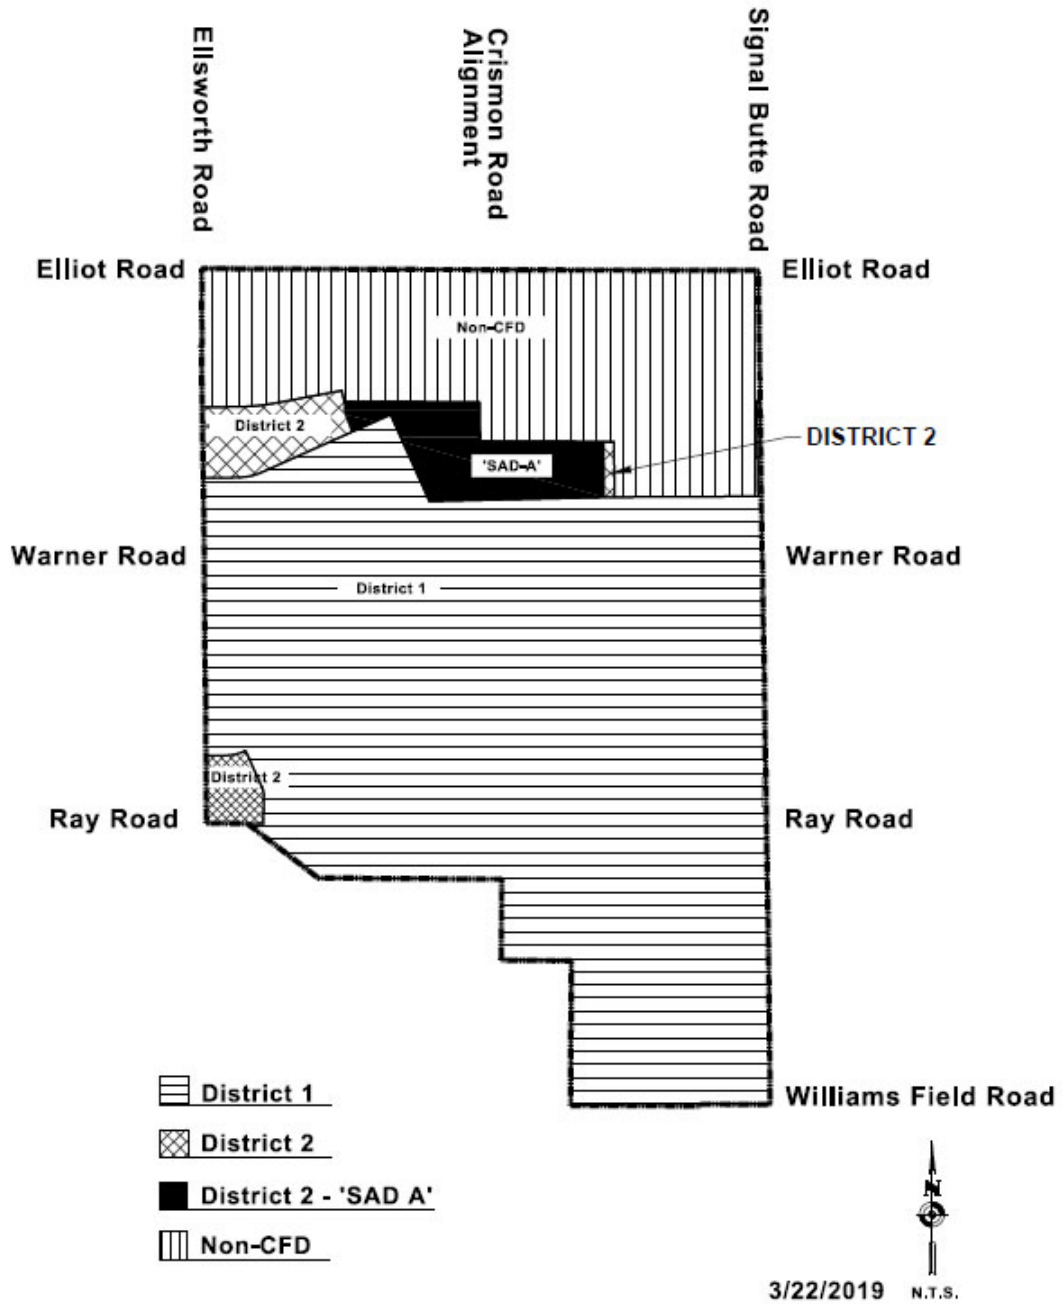 Ellsworth Road
Crismon Road
Alignment
Signal Butte Road
Elliot Road
Elliot Road
Non-CFD
District 2
DISTRICT 2
'SAD-A'
Warner Road
Warner Road
District 1
District 2
Ray Road
Ray Road
Williams Field Road
District 1
District 2
District 2 - 'SAD A'
Non-CFD
N
3/22/2019
N.T.S.